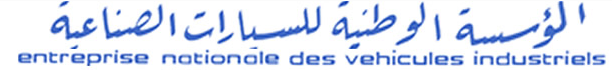 المؤسسة الوطنية للسيارات الصناعية
entreprise nationale des vehicules industriels